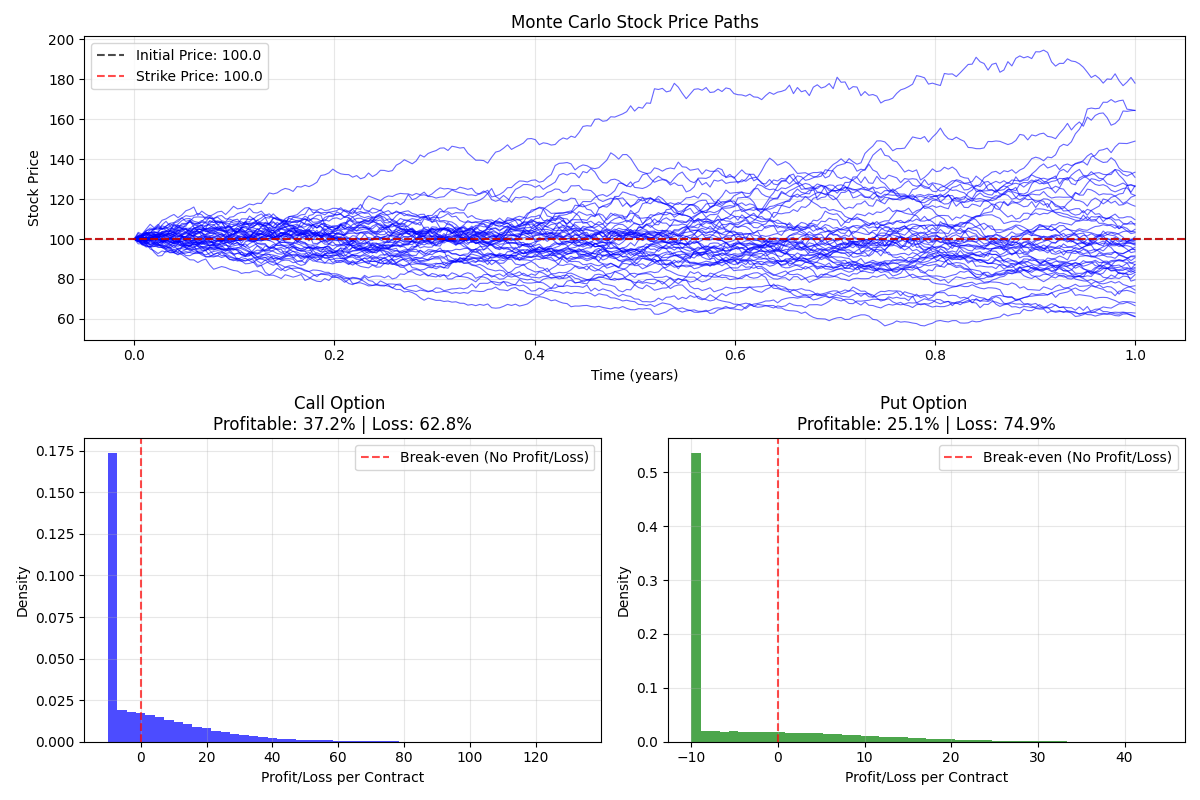 Monte Carlo Stock Price Paths
200
180
160
140
120
100
80
60
Stock Price
Initial Price: 100.0
Strike Price: 100.0
0.0 0.2 0.4 0.6 0.8 1.0
Time (years)
Call Option
Profitable: 37.2% | Loss: 62.8%
0.175
0.150
0.125
0.100
0.075
0.050
0.025
0.000
Density
Break-even (No Profit/Loss)
0 20 40 60 80 100 120
Profit/Loss per Contract
Put Option
Profitable: 25.1% | Loss: 74.9%
0.5
0.4
0.3
0.2
0.1
0.0
Density
Break-even (No Profit/Loss)
−10 0 10 20 30 40
Profit/Loss per Contract